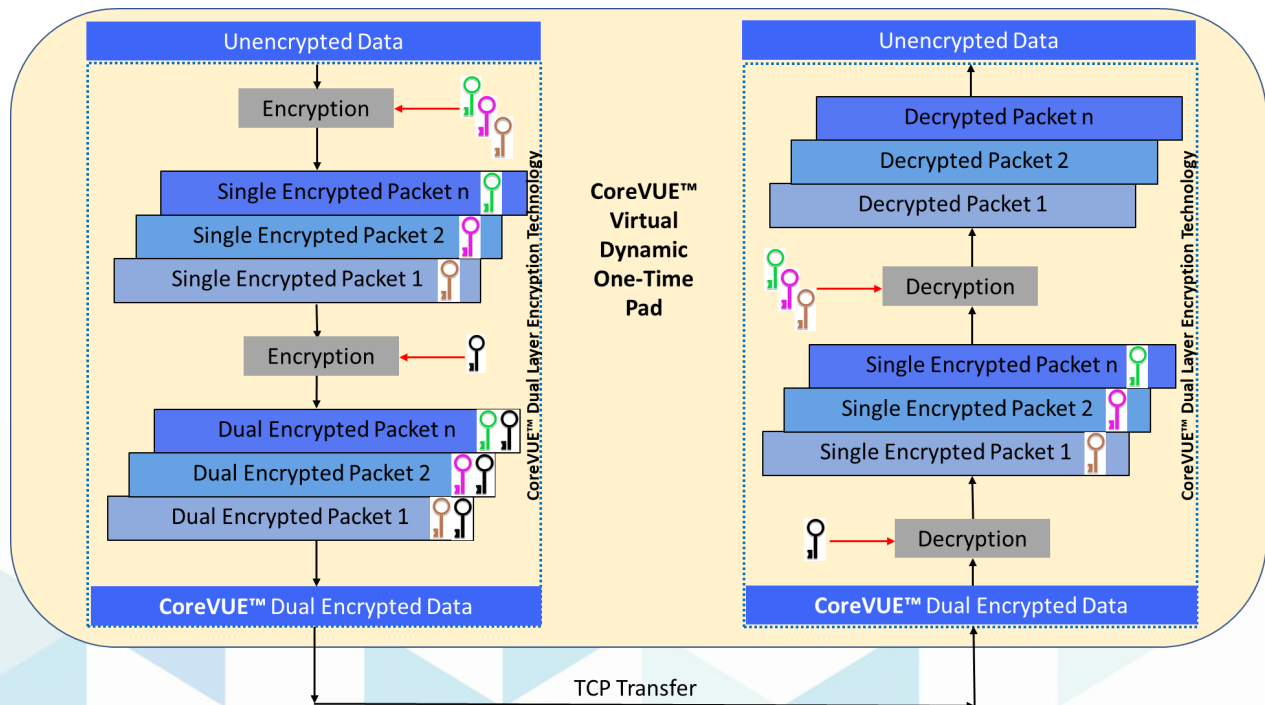 Unencrypted Data
Encryption
Single Encrypted Packet n
Single Encrypted Packet 2
Single Encrypted Packet 1
Encryption
Dual Encrypted Packet n
Dual Encrypted Packet 2
Dual Encrypted Packet 1
CoreVUE™ Dual Encrypted Data
CoreVUE™ Dual Layer Encryption Technology
CoreVUE™
Virtual
Dynamic
One-Time
Pad
Unencrypted Data
Decrypted Packet n
Decrypted Packet 2
Decrypted Packet 1
Decryption
Single Encrypted Packet n
Single Encrypted Packet 2
Single Encrypted Packet 1
Decryption
CoreVUE™ Dual Encrypted Data
CoreVUE™ Dual Layer Encryption Technology
TCP Transfer